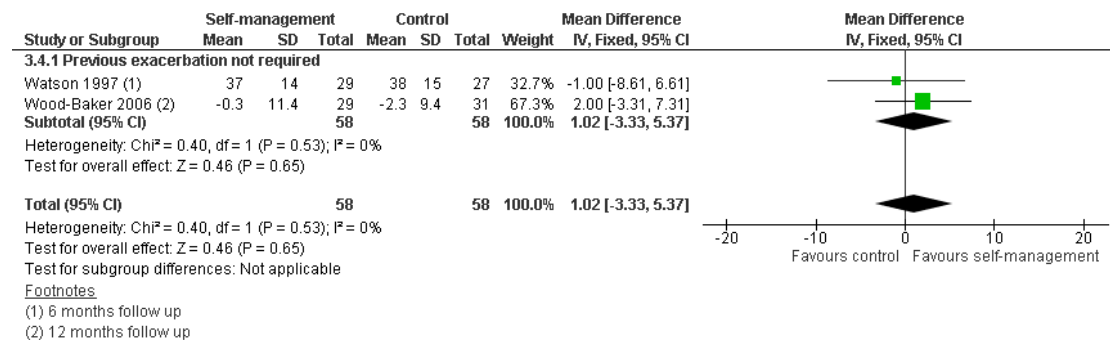 Self-management Control Mean Difference Mean Difference
Study or Subgroup Mean SD Total Mean SD Total Weight IV, Fixed, 95% CI IV, Fixed, 95% CI
3.4.1 Previous exacerbation not required
Watson 1997 (1) 37 14 29 38 15 27 32.7% -1.00 [-8.61, 6.61]
Wood-Baker 2006 (2) -0.3 11.4 29 -2.3 9.4 31 67.3% 2.00 [-3.31, 7.31]
Subtotal (95% CI) 58 58 100.0% 1.02 [-3.33, 5.37]
Heterogeneity: Chi² = 0.40, df = 1 (P = 0.53); I² = 0%
Test for overall effect: Z = 0.46 (P = 0.65)
Total (95% CI) 58 58 100.0% 1.02 [-3.33, 5.37]
Heterogeneity: Chi² = 0.40, df = 1 (P = 0.53); I² = 0%
Test for overall effect: Z = 0.46 (P = 0.65)
Test for subgroup differences: Not applicable
-20 -10 0 10 20
Favours control Favours self-management
Footnotes
(1) 6 months follow up
(2) 12 months follow up